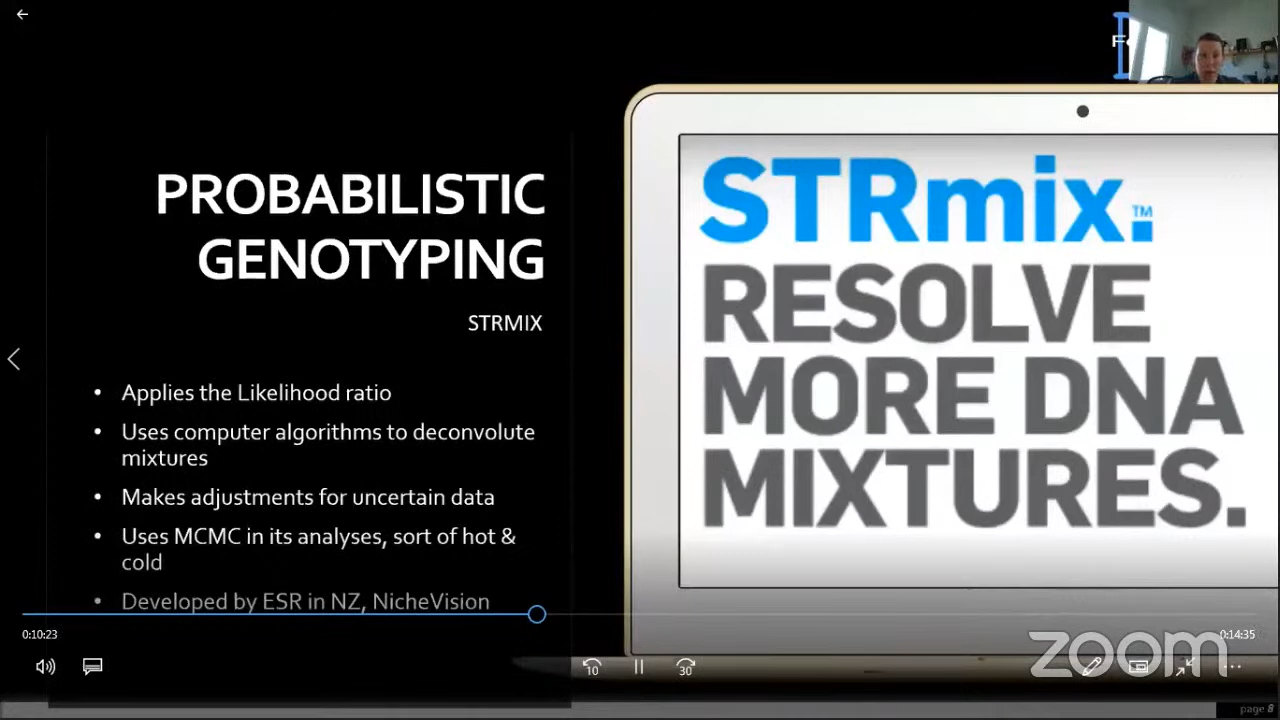 PROBABILISTIC
GENOTYPING
STRMIX
• Applies the Likelihood ratio
• Uses computer algorithms to deconvolute
mixtures
• Makes adjustments for uncertain data
• Uses MCMC in its analyses, sort of hot &
cold
• Developed by ESR in NZ, NicheVision
STRmix.™
RESOLVE
MORE DNA
MIXTURES.
0:10:23
0:14:35
10
30
zoom
page 8